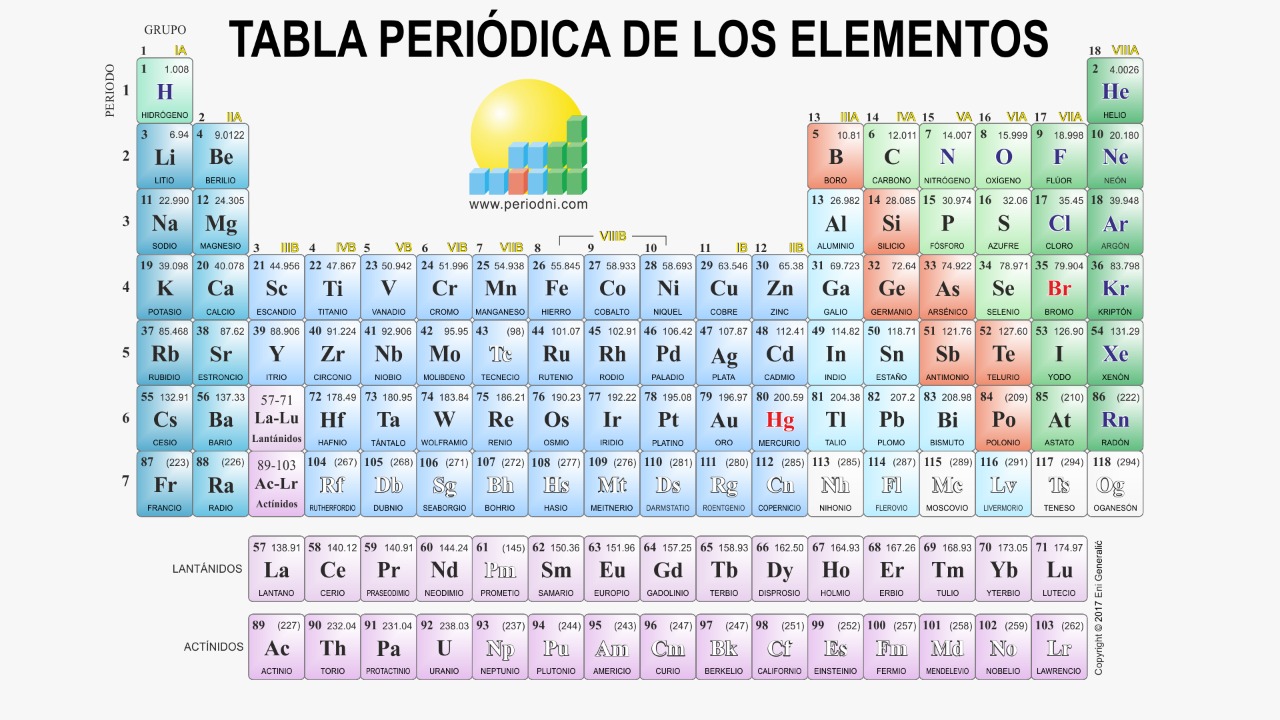 TABLA PERIÓDICA DE LOS ELEMENTOS
GRUPO
PERIODO
www.periodni.com
1 IA
18 VIIIA
1
1 1.008 H HIDRÓGENO
2 4.0026 He HELIO
2 IIA
13 IIIA 14 IVA 15 VA 16 VIA 17 VIIA
2
3 6.94 Li LITIO
4 9.0122 Be BERILIO
5 10.81 B BORO
6 12.011 C CARBONO
7 14.007 N NITRÓGENO
8 15.999 O OXÍGENO
9 18.998 F FLÚOR
10 20.180 Ne NEÓN
3
11 22.990 Na SODIO
12 24.305 Mg MAGNESIO
13 26.982 Al ALUMINIO
14 28.085 Si SILICIO
15 30.974 P FÓSFORO
16 32.06 S AZUFRE
17 35.45 Cl CLORO
18 39.948 Ar ARGÓN
3 IIIB 4 IVB 5 VB 6 VIB 7 VIIB 8 VIIIB 9 10 11 IB 12 IIB
4
19 39.098 K POTASIO
20 40.078 Ca CALCIO
21 44.956 Sc ESCANDIO
22 47.867 Ti TITANIO
23 50.942 V VANADIO
24 51.996 Cr CROMO
25 54.938 Mn MANGANESO
26 55.845 Fe HIERRO
27 58.933 Co COBALTO
28 58.693 Ni NIQUEL
29 63.546 Cu COBRE
30 65.38 Zn ZINC
31 69.723 Ga GALIO
32 72.64 Ge GERMANIO
33 74.922 As ARSÉNICO
34 78.971 Se SELENIO
35 79.904 Br BROMO
36 83.798 Kr KRIPTÓN
5
37 85.468 Rb RUBIDIO
38 87.62 Sr ESTRONCIO
39 88.906 Y ITRIO
40 91.224 Zr CIRCONIO
41 92.906 Nb NIOBIO
42 95.95 Mo MOLIBDENO
43 (98) Tc TECNECIO
44 101.07 Ru RUTENIO
45 102.91 Rh RODIO
46 106.42 Pd PALADIO
47 107.87 Ag PLATA
48 112.41 Cd CADMIO
49 114.82 In INDIO
50 118.71 Sn ESTAÑO
51 121.76 Sb ANTIMONIO
52 127.60 Te TELURIO
53 126.90 I YODO
54 131.29 Xe XENÓN
6
55 132.91 Cs CESIO
56 137.33 Ba BARIO
57-71 La-Lu Lantánidos
72 178.49 Hf HAFNIO
73 180.95 Ta TÁNTALO
74 183.84 W WOLFRAMIO
75 186.21 Re RENIO
76 190.23 Os OSMIO
77 192.22 Ir IRIDIO
78 195.08 Pt PLATINO
79 196.97 Au ORO
80 200.59 Hg MERCURIO
81 204.38 Tl TALIO
82 207.2 Pb PLOMO
83 208.98 Bi BISMUTO
84 (209) Po POLONIO
85 (210) At ASTATO
86 (222) Rn RADÓN
7
87 (223) Fr FRANCIO
88 (226) Ra RADIO
89-103 Ac-Lr Actínidos
104 (267) Rf RUTHERFORDIO
105 (268) Db DUBNIO
106 (271) Sg SEABORGIO
107 (272) Bh BOHRIO
108 (277) Hs HASIO
109 (276) Mt MEITNERIO
110 (281) Ds DARMSTATIO
111 (280) Rg ROENTGENIO
112 (285) Cn COPERNICIO
113 (285) Nh NIHONIO
114 (287) Fl FLEROVIO
115 (289) Mc MOSCOVIO
116 (291) Lv LIVERMORIO
117 (294) Ts TENESO
118 (294) Og OGANESÓN
LANTÁNIDOS
57 138.91 La LANTANO
58 140.12 Ce CERIO
59 140.91 Pr PRASEODIMIO
60 144.24 Nd NEODIMIO
61 (145) Pm PROMETIO
62 150.36 Sm SAMARIO
63 151.96 Eu EUROPIO
64 157.25 Gd GADOLINIO
65 158.93 Tb TERBIO
66 162.50 Dy DISPROSIO
67 164.93 Ho HOLMIO
68 167.26 Er ERBIO
69 168.93 Tm TULIO
70 173.05 Yb YTERBIO
71 174.97 Lu LUTECIO
ACTÍNIDOS
89 (227) Ac ACTINIO
90 232.04 Th TORIO
91 231.04 Pa PROTACTINIO
92 238.03 U URANIO
93 (237) Np NEPTUNIO
94 (244) Pu PLUTONIO
95 (243) Am AMERICIO
96 (247) Cm CURIO
97 (247) Bk BERKELIO
98 (251) Cf CALIFORNIO
99 (252) Es EINSTEINIO
100 (257) Fm FERMIO
101 (258) Md MENDELEVIO
102 (259) No NOBELIO
103 (262) Lr LAWRENCIO
Copyright © 2017 Eni Generalić